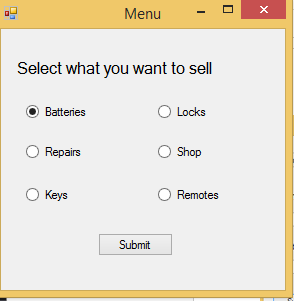 Menu
Select what you want to sell
Batteries Locks
Repairs Shop
Keys Remotes
Submit